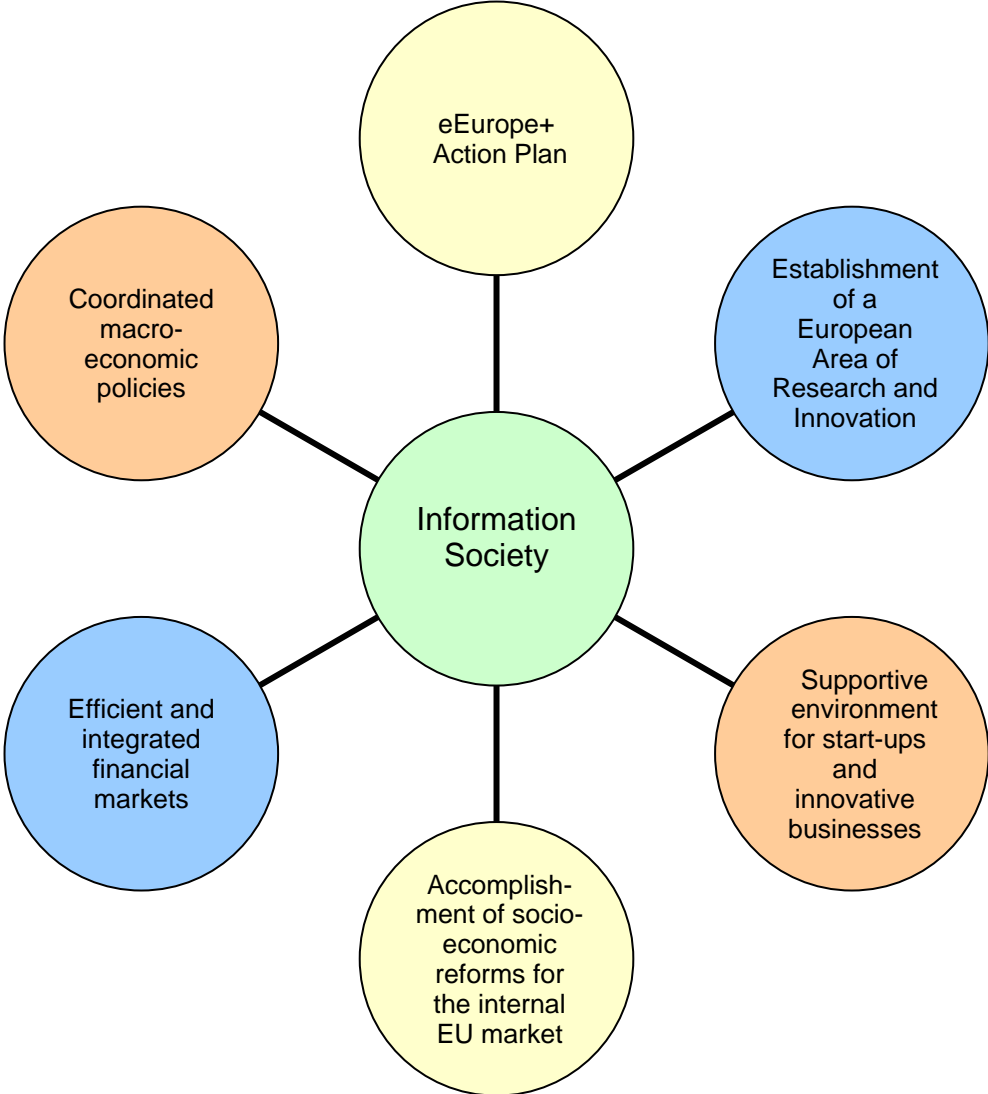 eEurope+
Action Plan
Establishment
of a
European
Area of
Research and
Innovation
Coordinated
macro-
economic
policies
Information
Society
Supportive
environment
for start-ups
and
innovative
businesses
Efficient and
integrated
financial
markets
Accomplish-
ment of socio-
economic
reforms for
the internal
EU market